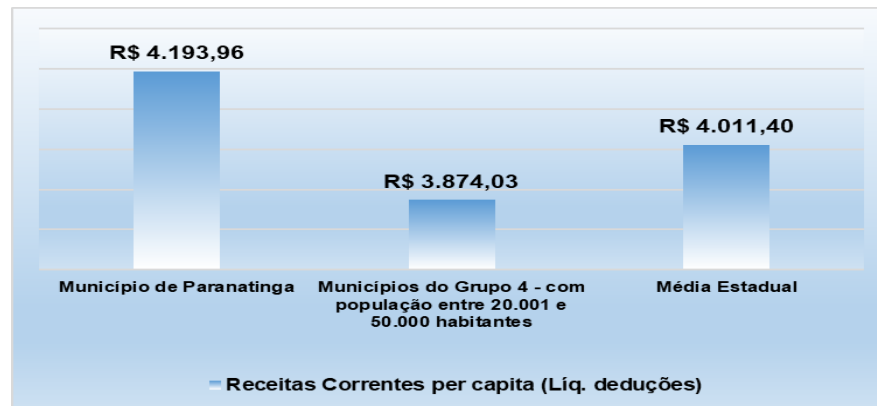 R$ 4.193,96
R$ 3.874,03
R$ 4.011,40
Município de Paranatinga
Municípios do Grupo 4 - com
população entre 20.001 e
50.000 habitantes
Média Estadual
Receitas Correntes per capita (Líq. deduções)